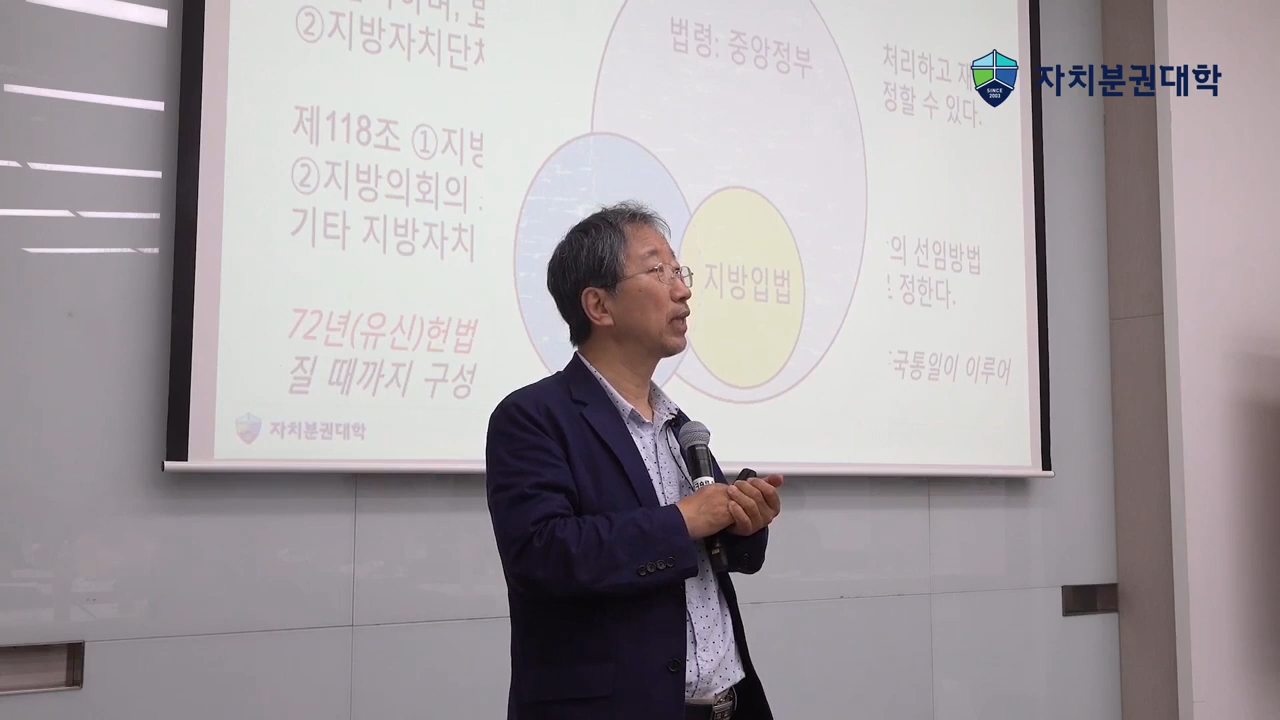 ②지방자치단체
법령: 중앙정부
처리하고
정할 수 있다.
자치분권대학
SINCE
2003
제118조 ①지방
②지방의회의
기타 지방자치
의 선임방법
정한다.
지방입법
72년(유신)헌법
질 때까지 구성
국통일이 이루어
자치분권대학